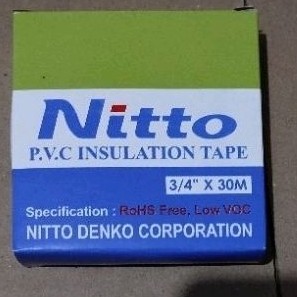 Nitto
P.V.C INSULATION TAPE
3/4" X 30M
Specification : RoHS Free, Low VOC
NITTO DENKO CORPORATION